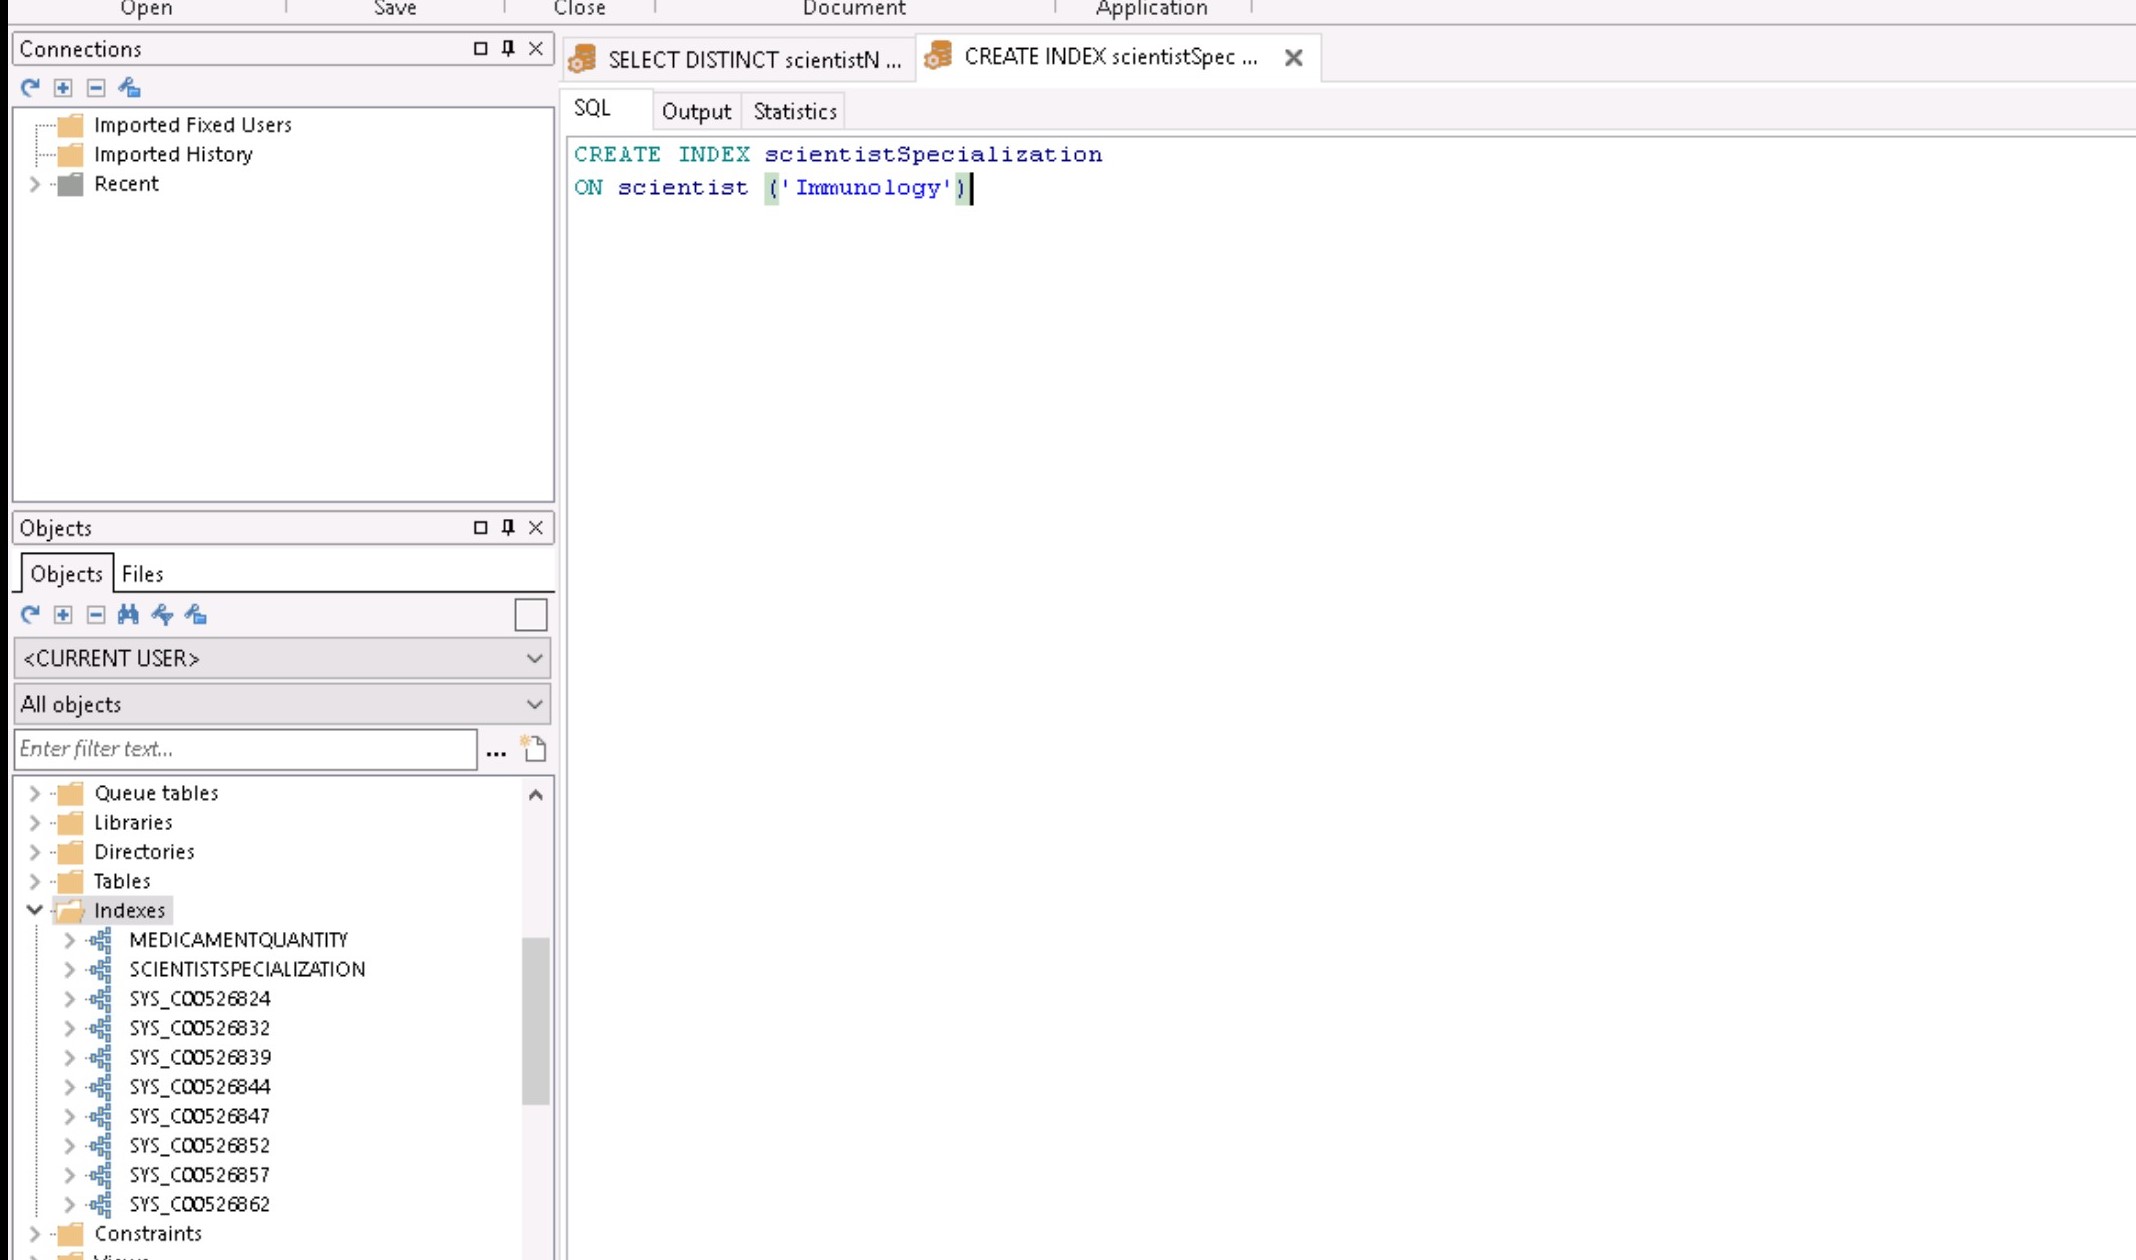 Open Save Close Document Application
Connections
Imported Fixed Users
Imported History
Recent
Objects
Objects Files
<CURRENT USER>
All objects
Enter filter text...
...
Queue tables
Libraries
Directories
Tables
Indexes
MEDICAMENTQUANTITY
SCIENTISTSPECIALIZATION
SYS_C00526824
SYS_C00526832
SYS_C00526839
SYS_C00526844
SYS_C00526847
SYS_C00526852
SYS_C00526857
SYS_C00526862
Constraints
Views
SELECT DISTINCT scientistN ... CREATE INDEX scientistSpec ...
SQL Output Statistics
CREATE INDEX scientistSpecialization
ON scientist ('Immunology')